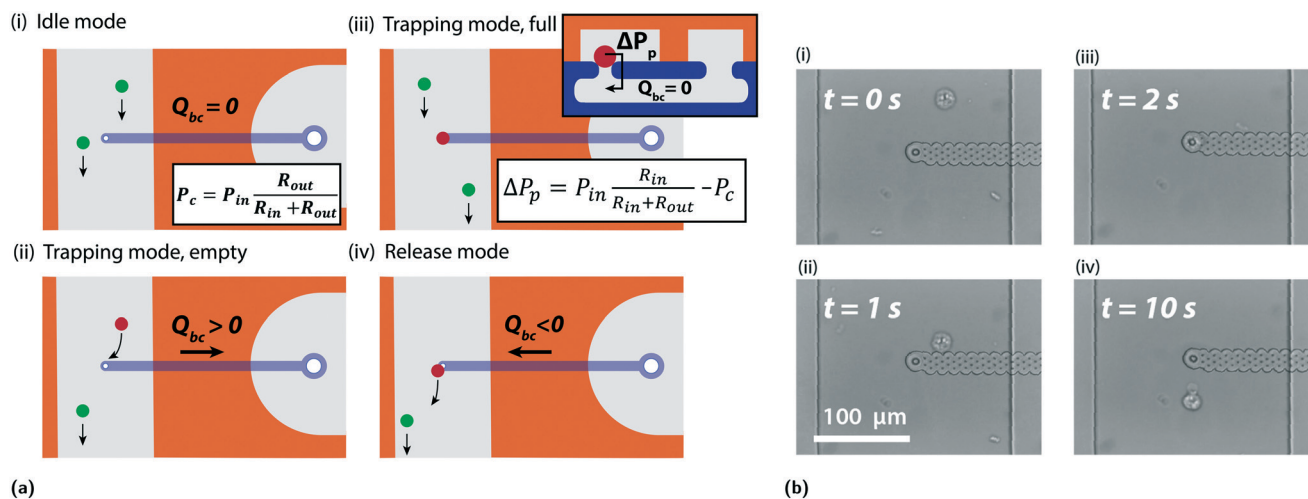 (i) Idle mode
Q_bc = 0
P_c = P_in R_out / (R_in + R_out)
(ii) Trapping mode, empty
Q_bc > 0
(iii) Trapping mode, full
ΔP_p
Q_bc = 0
ΔP_p = P_in R_in / (R_in + R_out) - P_c
(iv) Release mode
Q_bc < 0
(a)
(i)
t = 0 s
(ii)
t = 1 s
100 µm
(iii)
t = 2 s
(iv)
t = 10 s
(b)